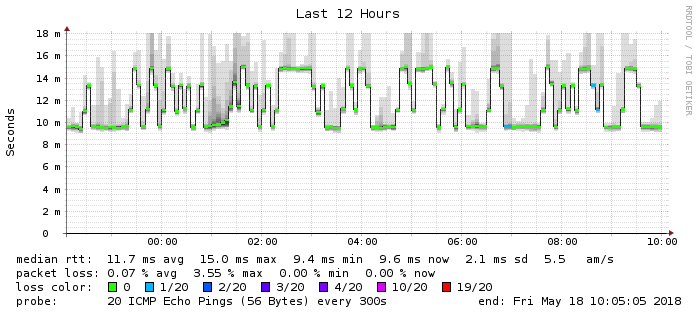 Last 12 Hours
RRDTOOL / TOBI OETIKER
Seconds
18 m
16 m
14 m
12 m
10 m
8 m
6 m
4 m
2 m
0
00:00 02:00 04:00 06:00 08:00 10:00
median rtt: 11.7 ms avg 15.0 ms max 9.4 ms min 9.6 ms now 2.1 ms sd 5.5 am/s
packet loss: 0.07 % avg 3.55 % max 0.00 % min 0.00 % now
loss color: 0 1/20 2/20 3/20 4/20 10/20 19/20
probe: 20 ICMP Echo Pings (56 Bytes) every 300s end: Fri May 18 10:05:05 2018